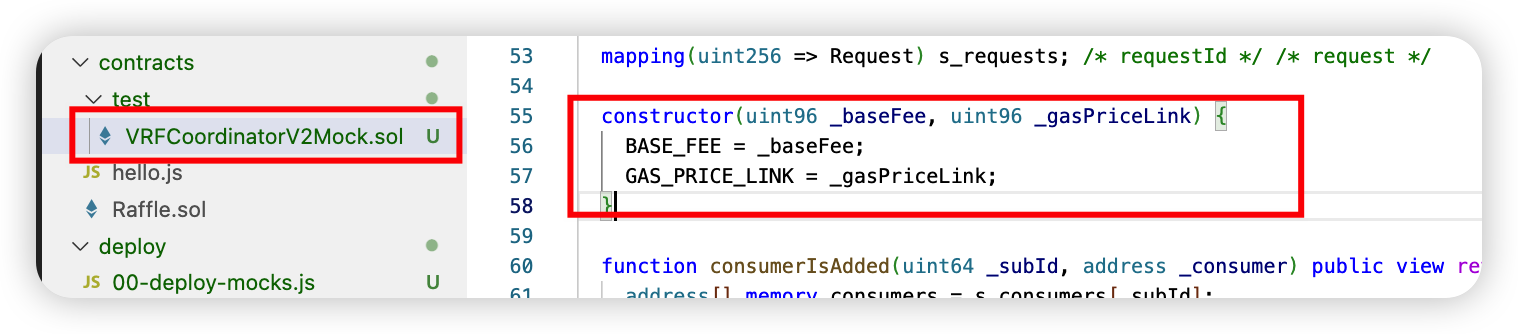 contracts
test
VRFCoordinatorV2Mock.sol U
JS hello.js
Raffle.sol
deploy
JS 00-deploy-mocks.js U
53 mapping(uint256 => Request) s_requests; /* requestId */ /* request */
54
55 constructor(uint96 _baseFee, uint96 _gasPriceLink) {
56 BASE_FEE = _baseFee;
57 GAS_PRICE_LINK = _gasPriceLink;
58 }
59
60 function consumerIsAdded(uint64 _subId, address _consumer) public view re
61 address[] memory consumers = s_consumers[_subId];